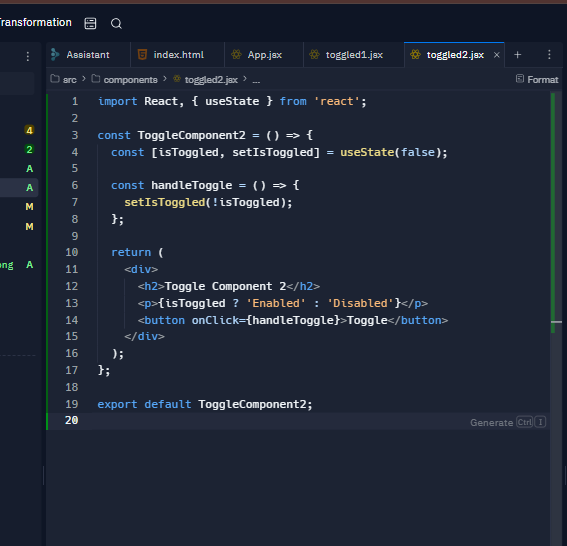 Transformation
Assistant index.html App.jsx toggled1.jsx toggled2.jsx × +
src > components > toggled2.jsx > ... Format
1 import React, { useState } from 'react';
2
3 const ToggleComponent2 = () => {
4 const [isToggled, setIsToggled] = useState(false);
5
6 const handleToggle = () => {
7 setIsToggled(!isToggled);
8 };
9
10 return (
11 <div>
12 <h2>Toggle Component 2</h2>
13 <p>{isToggled ? 'Enabled' : 'Disabled'}</p>
14 <button onClick={handleToggle}>Toggle</button>
15 </div>
16 );
17 };
18
19 export default ToggleComponent2;
20
Generate Ctrl I
4
2
A
A
M
M
ong A